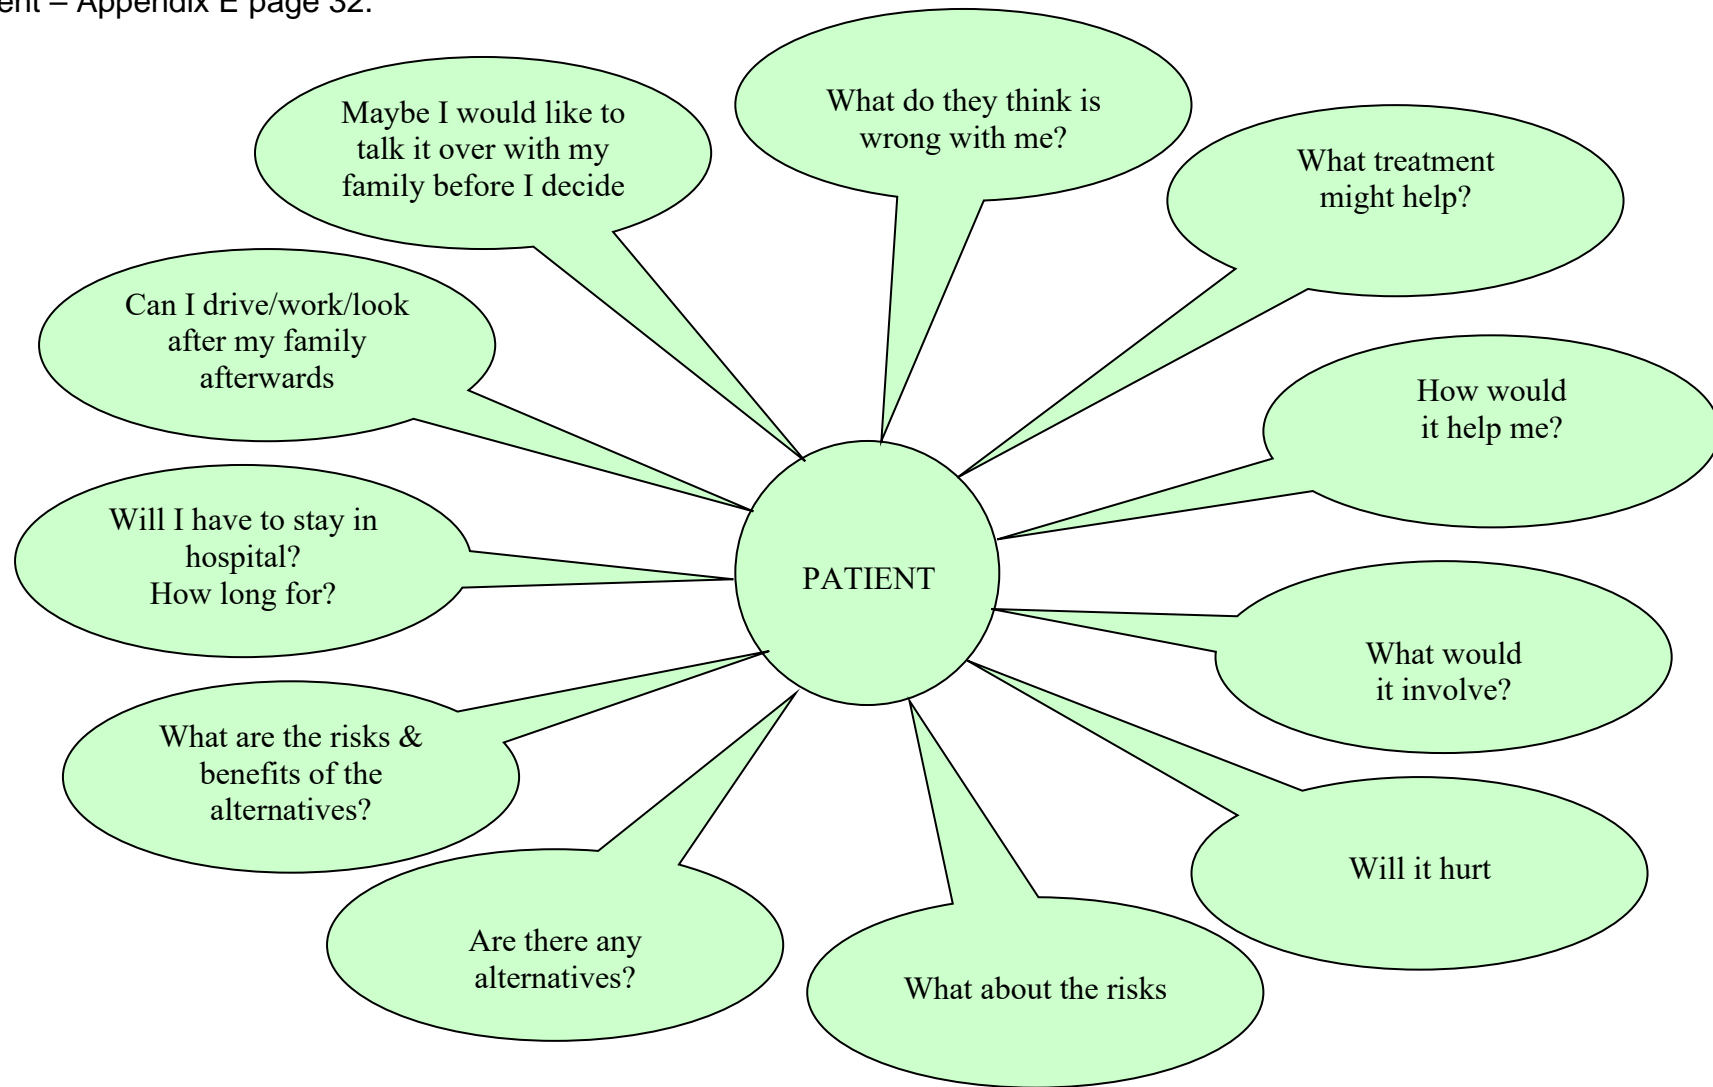 ent – Appendix E page 32.
What do they think is
wrong with me?
Maybe I would like to
talk it over with my
family before I decide
What treatment
might help?
Can I drive/work/look
after my family
afterwards
How would
it help me?
Will I have to stay in
hospital?
How long for?
PATIENT
What would
it involve?
What are the risks &
benefits of the
alternatives?
Will it hurt
Are there any
alternatives?
What about the risks